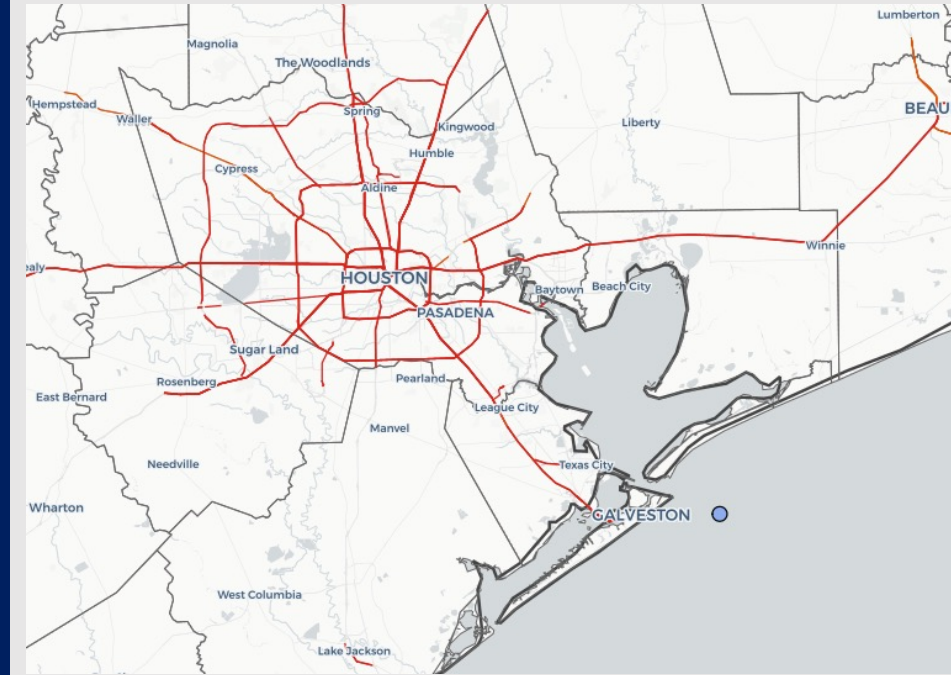 Lumberton
Magnolia
The Woodlands
Hempstead
Spring
BEAU
Waller
Kingwood
Liberty
Humble
Cypress
Aldine
Winnie
ealy
HOUSTON
Baytown
Beach City
PASADENA
Sugar Land
Rosenberg
Pearland
East Bernard
League City
Manvel
Needville
Texas City
Wharton
GALVESTON
West Columbia
Lake Jackson